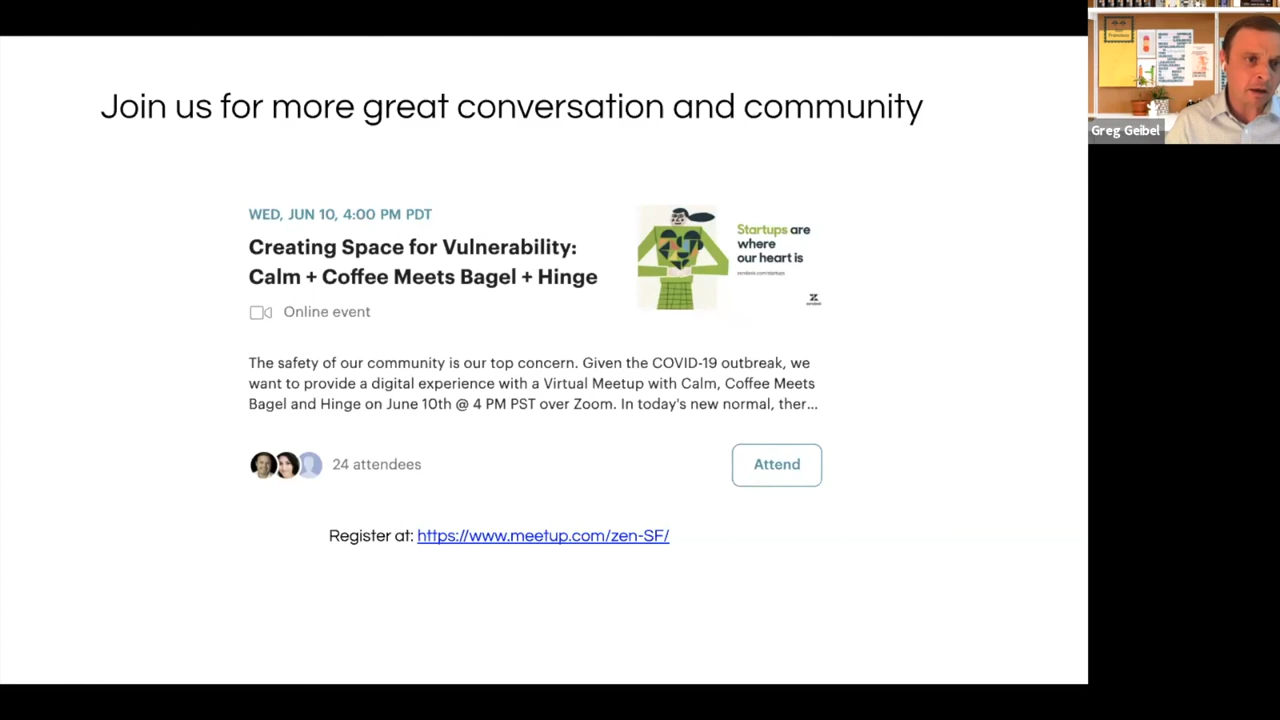 Join us for more great conversation and community
WED, JUN 10, 4:00 PM PDT
Creating Space for Vulnerability:
Calm + Coffee Meets Bagel + Hinge
Online event
Startups are
where
our heart is
zendesk.com/startups
zendesk
The safety of our community is our top concern. Given the COVID-19 outbreak, we
want to provide a digital experience with a Virtual Meetup with Calm, Coffee Meets
Bagel and Hinge on June 10th @ 4 PM PST over Zoom. In today's new normal, ther...
24 attendees
Attend
Register at: https://www.meetup.com/zen-SF/
Greg Geibel